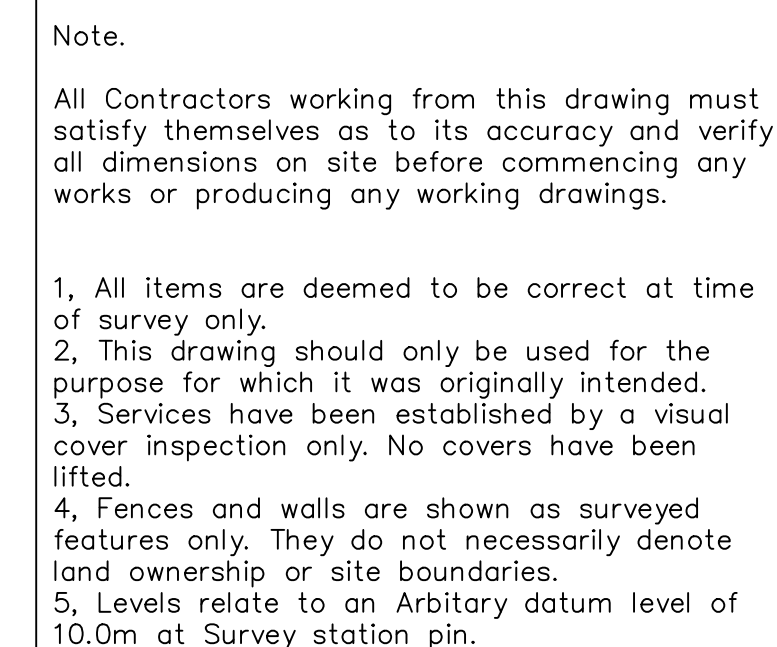 Note.
All Contractors working from this drawing must
satisfy themselves as to its accuracy and verify
all dimensions on site before commencing any
works or producing any working drawings.
1, All items are deemed to be correct at time
of survey only.
2, This drawing should only be used for the
purpose for which it was originally intended.
3, Services have been established by a visual
cover inspection only. No covers have been
lifted.
4, Fences and walls are shown as surveyed
features only. They do not necessarily denote
land ownership or site boundaries.
5, Levels relate to an Arbitary datum level of
10.0m at Survey station pin.